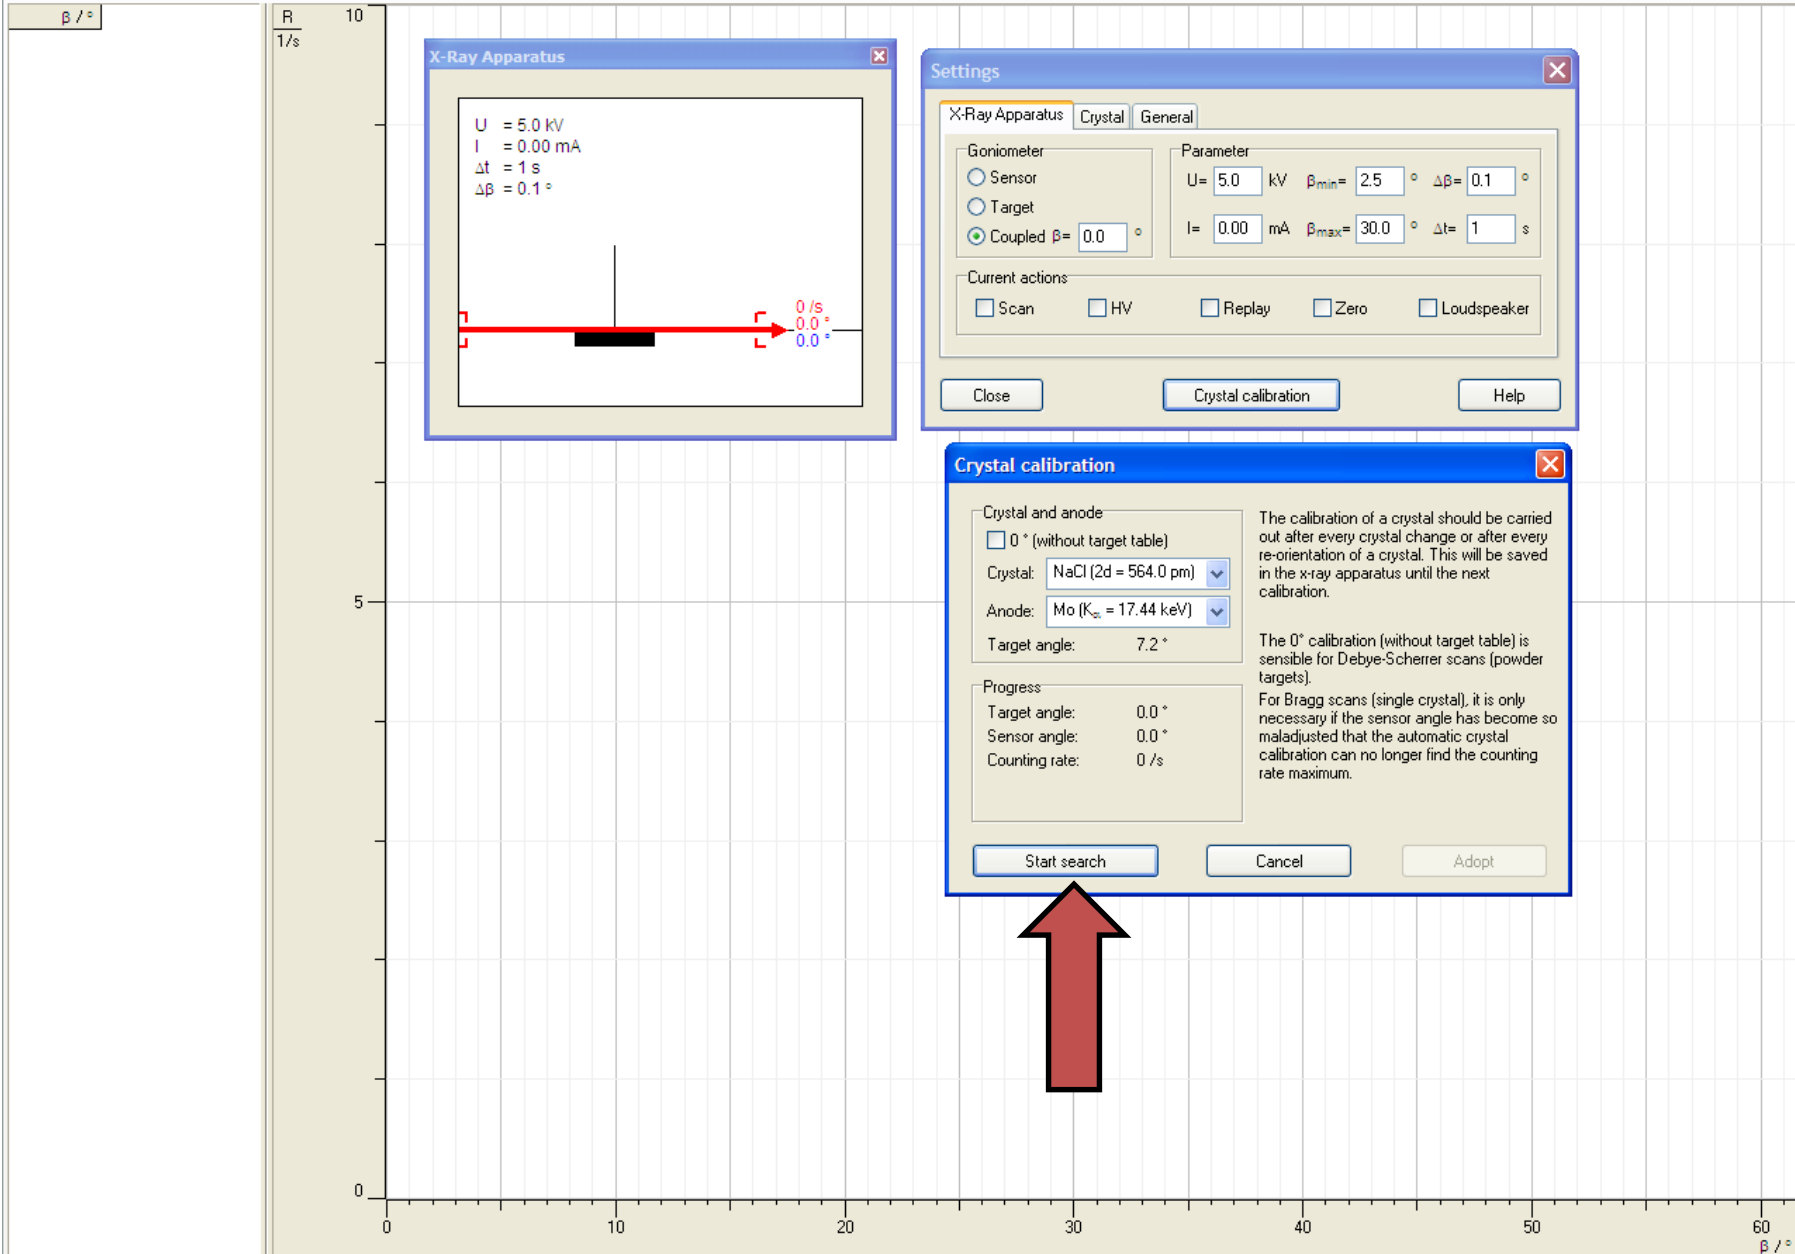 β / °
R
1/s
10
5
0
0
10
20
30
40
50
60
β / °
X-Ray Apparatus
U = 5.0 kV
I = 0.00 mA
Δt = 1 s
Δβ = 0.1 °
0 /s
0.0 °
0.0 °
Settings
X-Ray Apparatus Crystal General
Goniometer
Sensor
Target
Coupled β= 0.0 °
Parameter
U= 5.0 kV βmin= 2.5 ° Δβ= 0.1 °
I= 0.00 mA βmax= 30.0 ° Δt= 1 s
Current actions
Scan HV Replay Zero Loudspeaker
Close Crystal calibration Help
Crystal calibration
Crystal and anode
0 ° (without target table)
Crystal: NaCl (2d = 564.0 pm)
Anode: Mo (Kα = 17.44 keV)
Target angle: 7.2 °
Progress
Target angle: 0.0 °
Sensor angle: 0.0 °
Counting rate: 0 /s
The calibration of a crystal should be carried
out after every crystal change or after every
re-orientation of a crystal. This will be saved
in the x-ray apparatus until the next
calibration.
The 0° calibration (without target table) is
sensible for Debye-Scherrer scans (powder
targets).
For Bragg scans (single crystal), it is only
necessary if the sensor angle has become so
maladjusted that the automatic crystal
calibration can no longer find the counting
rate maximum.
Start search Cancel Adopt